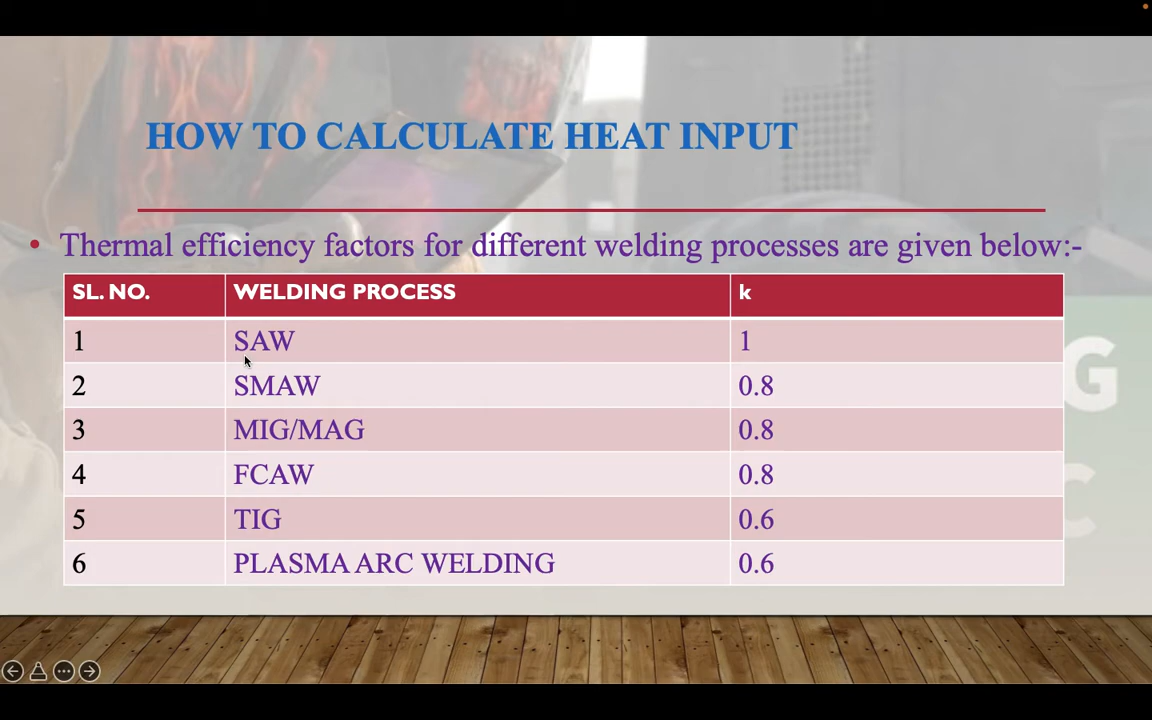 HOW TO CALCULATE HEAT INPUT
• Thermal efficiency factors for different welding processes are given below:-
SL. NO. WELDING PROCESS k
1 SAW 1
2 SMAW 0.8
3 MIG/MAG 0.8
4 FCAW 0.8
5 TIG 0.6
6 PLASMA ARC WELDING 0.6
G
C